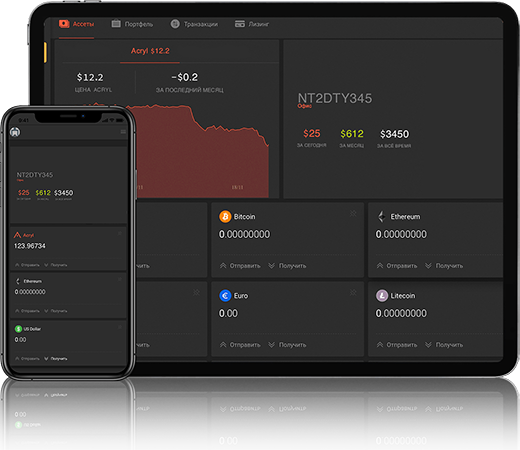 Ассеты Портфель Транзакции Лизинг
Acryl $12.2
$12.2 −$0.2
ЦЕНА ACRYL ЗА ПОСЛЕДНИЙ МЕСЯЦ
NT2DTY345
Офис
$25 $612 $3450
ЗА СЕГОДНЯ ЗА МЕСЯЦ ЗА ВСЁ ВРЕМЯ
Bitcoin
0.00000000
Отправить Получить
Ethereum
0.00000000
Отправить Получить
Euro
0.00
Отправить Получить
Litecoin
0.00000000
Отправить Получить
NT2DTY345
$25 $612 $3450
Acryl
123.96734
Отправить Получить
Ethereum
0.00000000
Отправить Получить
US Dollar
0.00
Отправить Получить